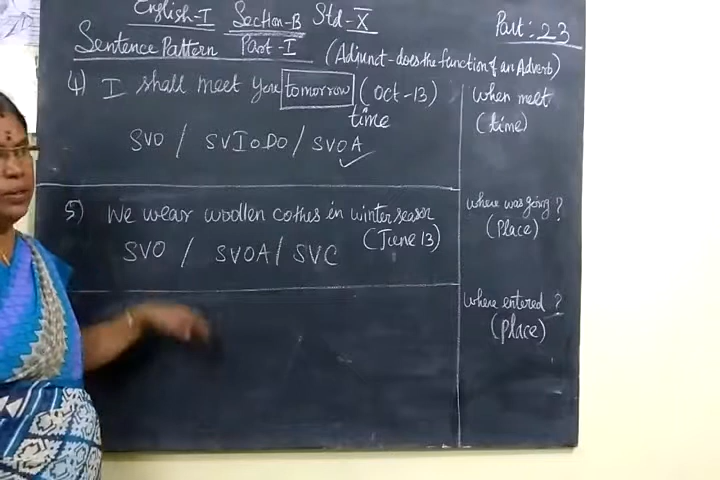 English-I Section-B Std-X
Part: 23
Sentence Pattern Part-I (Adjunct-does the function of an Adverb)
4) I shall meet you tomorrow (Oct-13)
time
SVO / SVIODO / SVOA ✓
5) We wear woollen cothes in winter season
(June 13)
SVO / SVOA / SVC
when meet
(time)
where was going?
(Place)
where entered?
(place)